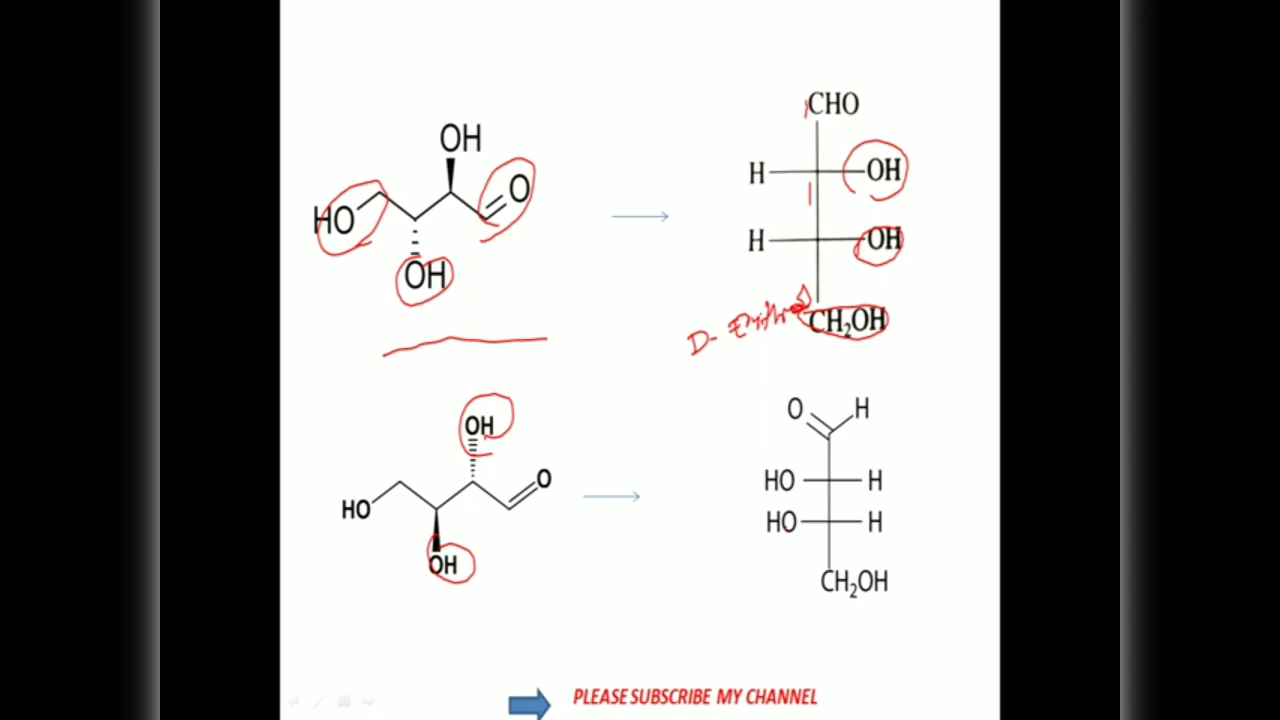 OH
HO
O
OH
CHO
H
OH
H
OH
CH₂OH
D-
OH
HO
O
OH
O
H
HO
H
HO
H
CH₂OH
PLEASE SUBSCRIBE MY CHANNEL